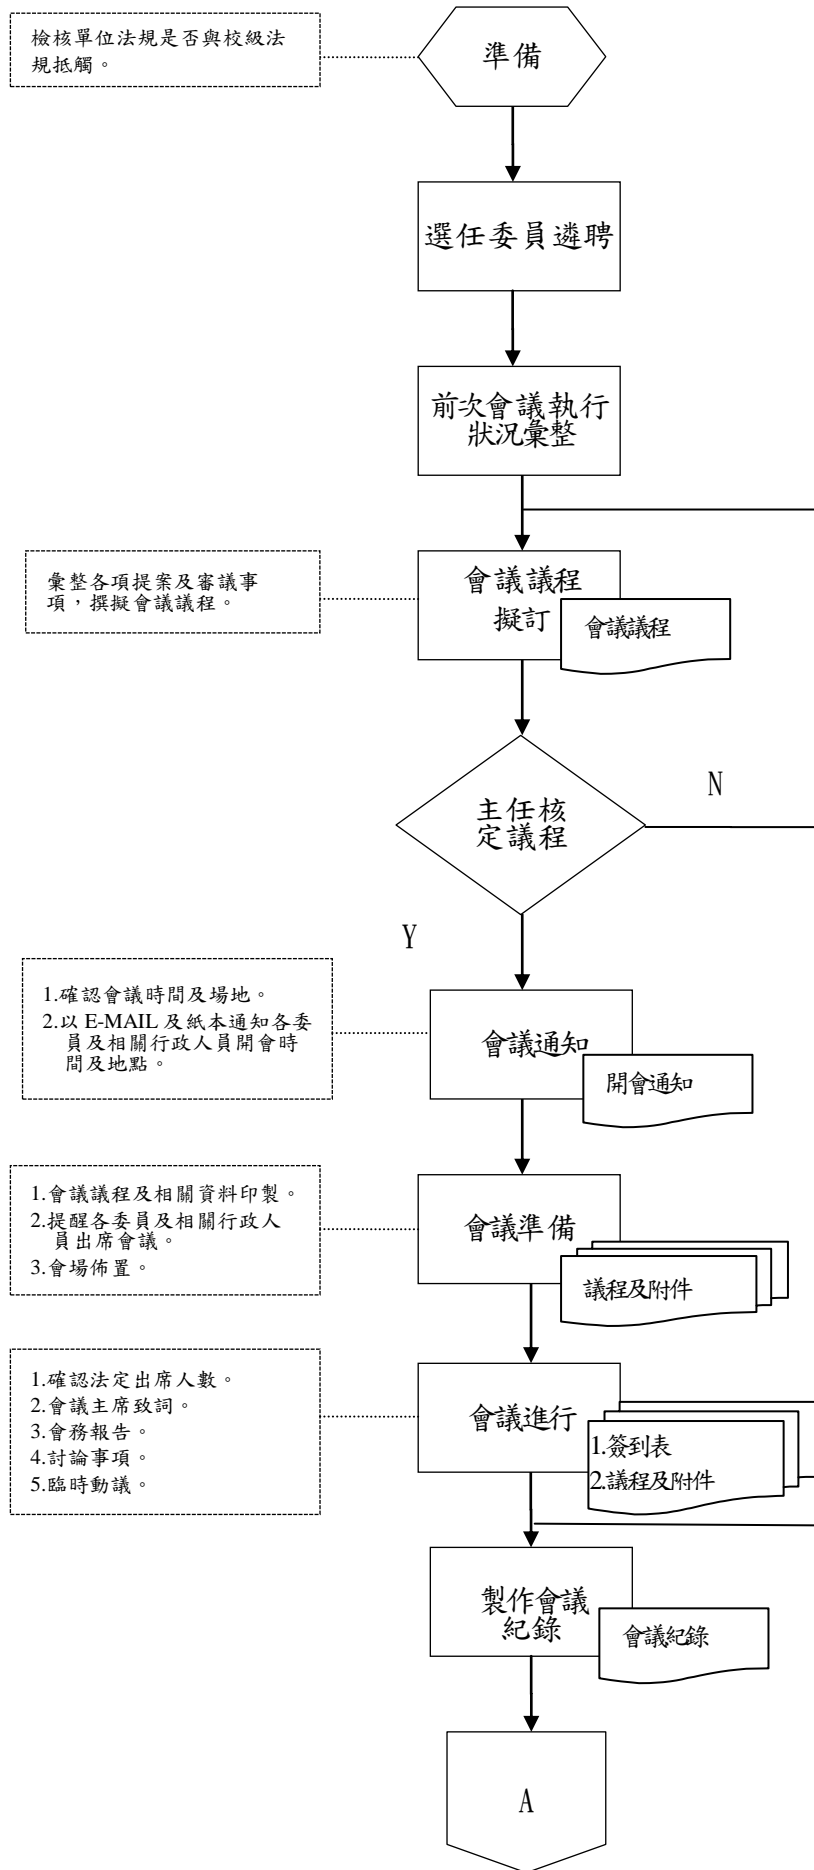 檢核單位法規是否與校級法
規抵觸。
準備
選任委員遴聘
前次會議執行
狀況彙整
彙整各項提案及審議事
項，撰擬會議議程。
會議議程
擬訂
會議議程
主任核
定議程
N
Y
1.確認會議時間及場地。
2.以 E-MAIL 及紙本通知各委
員及相關行政人員開會時
間及地點。
會議通知
開會通知
1.會議議程及相關資料印製。
2.提醒各委員及相關行政人
員出席會議。
3.會場佈置。
會議準備
議程及附件
1.確認法定出席人數。
2.會議主席致詞。
3.會務報告。
4.討論事項。
5.臨時動議。
會議進行
1.簽到表
2.議程及附件
製作會議
紀錄
會議紀錄
A